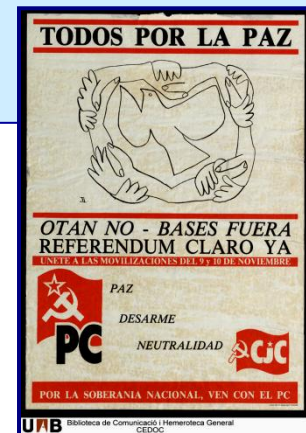 TODOS POR LA PAZ
OTAN NO - BASES FUERA
REFERENDUM CLARO YA
UNETE A LAS MOVILIZACIONES DEL 9 y 10 DE NOVIEMBRE
PAZ
DESARME
NEUTRALIDAD
PC
CJC
POR LA SOBERANIA NACIONAL, VEN CON EL PC
UAB Biblioteca de Comunicació i Hemeroteca General
CEDOC